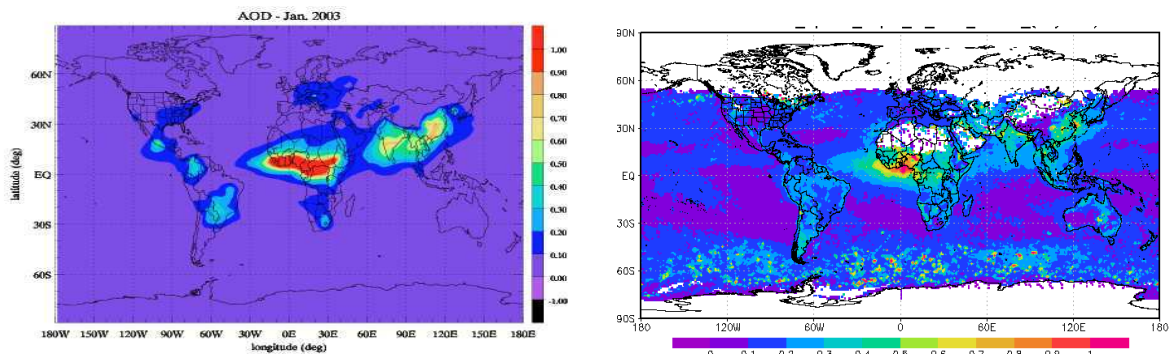 AOD - Jan. 2003
latitude (deg)
60N
30N
EQ
30S
60S
180W 150W 120W 90W 60W 30W 0E 30E 60E 90E 120E 150E 180E
longitude (deg)
1.00
0.90
0.80
0.70
0.60
0.50
0.40
0.30
0.20
0.10
0.00
-0.10
-1.00
90N
60N
30N
EQ
30S
60S
90S
180 120W 60W 0 60E 120E 180